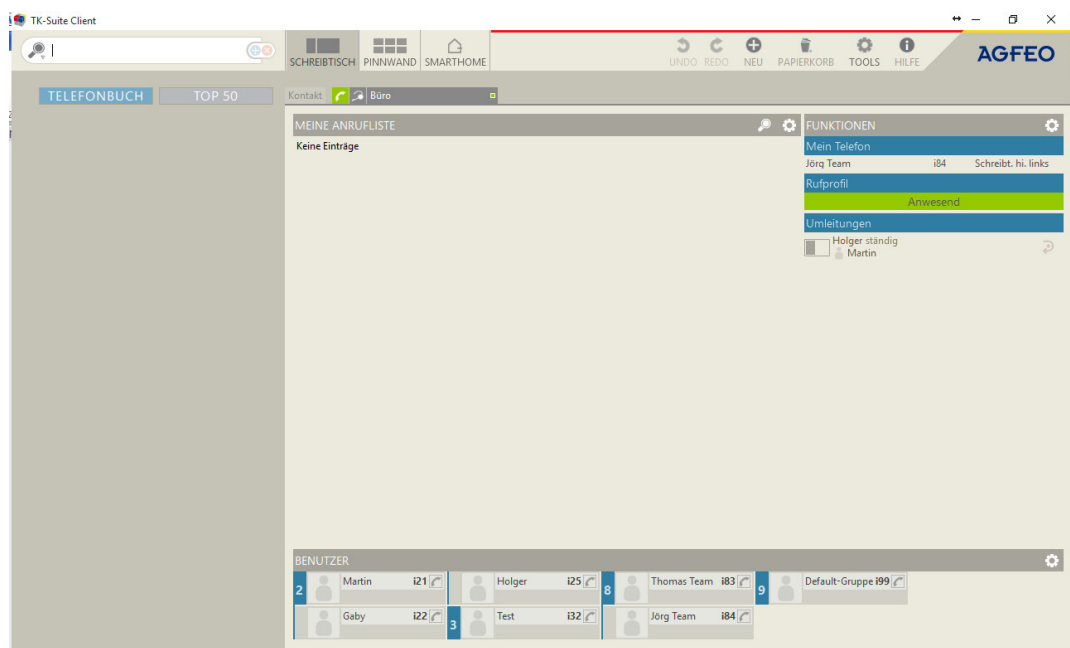 TK-Suite Client
SCHREIBTISCH PINNWAND SMARTHOME
UNDO REDO NEU PAPIERKORB TOOLS HILFE
AGFEO
TELEFONBUCH TOP 50
Kontakt Büro
MEINE ANRUFLISTE
Keine Einträge
FUNKTIONEN
Mein Telefon
Jörg Team i84 Schreibt. hi. links
Rufprofil
Anwesend
Umleitungen
Holger ständig
Martin
BENUTZER
2 Martin i21 Holger i25 8 Thomas Team i83 9 Default-Gruppe i99
Gaby i22 3 Test i32 Jörg Team i84